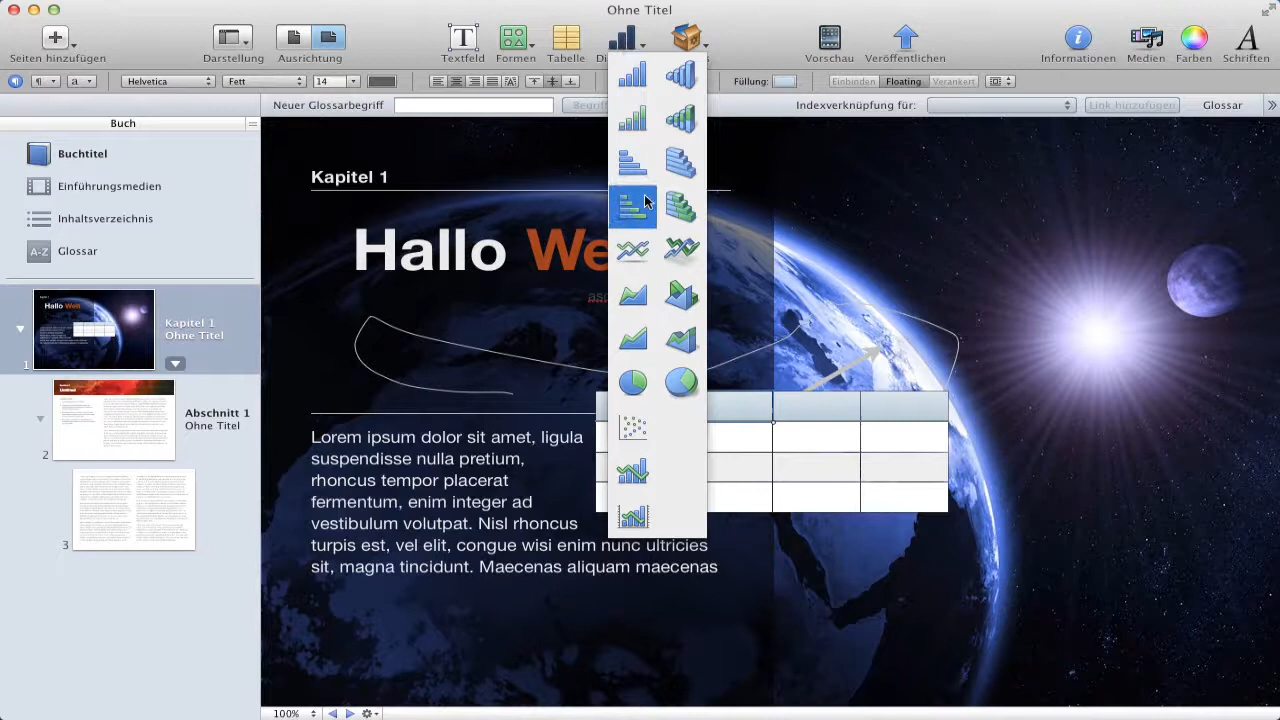 Ohne Titel
Seiten hinzufügen
Darstellung
Ausrichtung
Textfeld
Formen
Tabelle
Vorschau
Veröffentlichen
Informationen
Medien
Farben
Schriften
Helvetica
Fett
14
Füllung:
Einbinden
Floating
Verankert
Neuer Glossarbegriff
Indexverknüpfung für:
Link hinzufügen
Glossar
Buch
Buchtitel
Einführungsmedien
Inhaltsverzeichnis
A-Z Glossar
Kapitel 1
Ohne Titel
1
Abschnitt 1
Ohne Titel
2
3
Kapitel 1
Hallo We
Lorem ipsum dolor sit amet, ligula
suspendisse nulla pretium,
rhoncus tempor placerat
fermentum, enim integer ad
vestibulum volutpat. Nisl rhoncus
turpis est, vel elit, congue wisi enim nunc ultricies
sit, magna tincidunt. Maecenas aliquam maecenas
100%